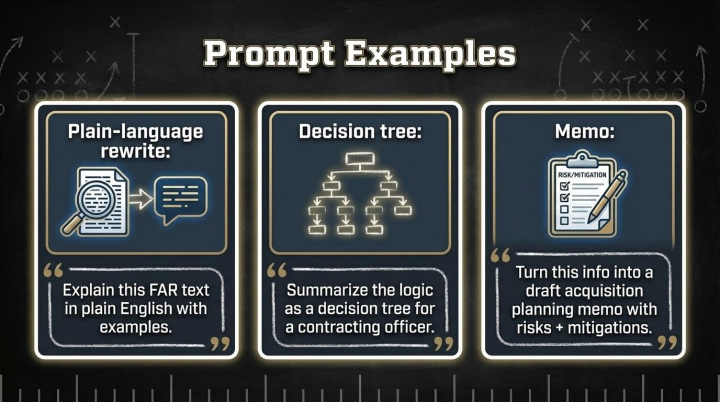 Prompt Examples
Plain-language
rewrite:
“Explain this FAR text
in plain English with
examples.”
Decision tree:
“Summarize the logic
as a decision tree for
a contracting officer.”
Memo:
RISK/MITIGATION
“Turn this info into a
draft acquisition
planning memo with
risks + mitigations.”